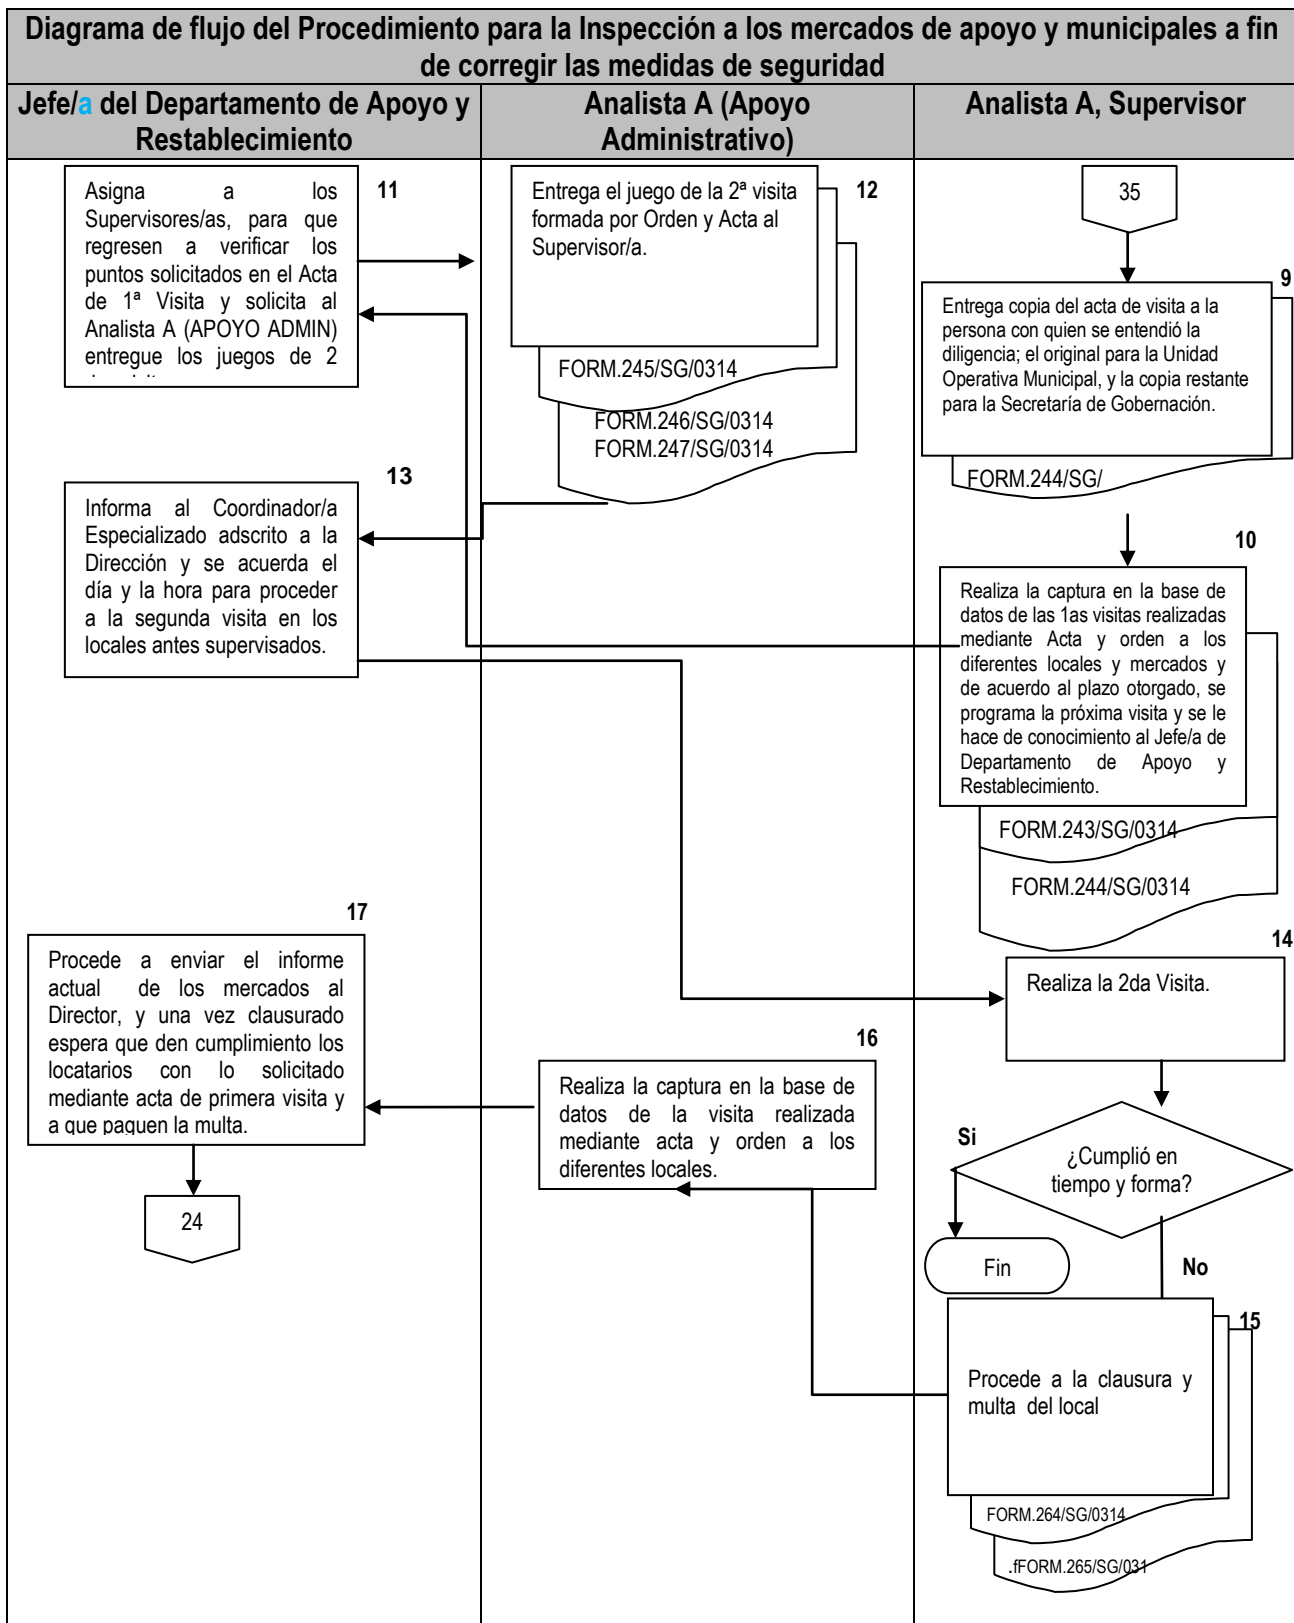 Diagrama de flujo del Procedimiento para la Inspección a los mercados de apoyo y municipales a fin
de corregir las medidas de seguridad
Jefe/a del Departamento de Apoyo y
Restablecimiento
Analista A (Apoyo
Administrativo)
Analista A, Supervisor
11
Asigna a los
Supervisores/as, para que
regresen a verificar los
puntos solicitados en el Acta
de 1ª Visita y solicita al
Analista A (APOYO ADMIN)
entregue los juegos de 2
12
Entrega el juego de la 2ª visita
formada por Orden y Acta al
Supervisor/a.
FORM.245/SG/0314
FORM.246/SG/0314
FORM.247/SG/0314
35
9
Entrega copia del acta de visita a la
persona con quien se entendió la
diligencia; el original para la Unidad
Operativa Municipal, y la copia restante
para la Secretaría de Gobernación.
FORM.244/SG/
13
Informa al Coordinador/a
Especializado adscrito a la
Dirección y se acuerda el
día y la hora para proceder
a la segunda visita en los
locales antes supervisados.
10
Realiza la captura en la base de
datos de las 1as visitas realizadas
mediante Acta y orden a los
diferentes locales y mercados y
de acuerdo al plazo otorgado, se
programa la próxima visita y se le
hace de conocimiento al Jefe/a de
Departamento de Apoyo y
Restablecimiento.
FORM.243/SG/0314
FORM.244/SG/0314
17
Procede a enviar el informe
actual de los mercados al
Director, y una vez clausurado
espera que den cumplimiento los
locatarios con lo solicitado
mediante acta de primera visita y
a que paguen la multa.
24
16
Realiza la captura en la base de
datos de la visita realizada
mediante acta y orden a los
diferentes locales.
14
Realiza la 2da Visita.
¿Cumplió en
tiempo y forma?
Si
Fin
No
15
Procede a la clausura y
multa del local
FORM.264/SG/0314
.fFORM.265/SG/031